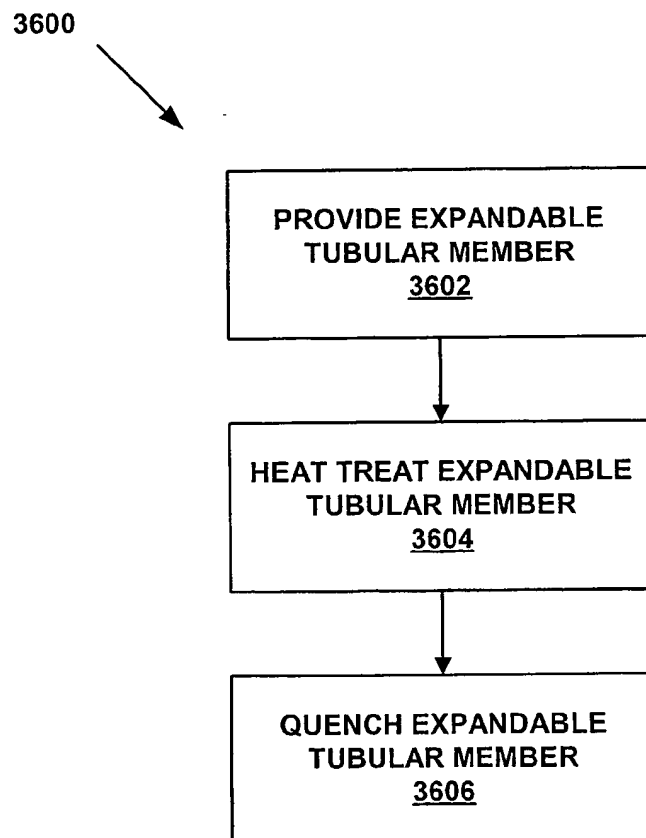 3600
PROVIDE EXPANDABLE
TUBULAR MEMBER
3602
HEAT TREAT EXPANDABLE
TUBULAR MEMBER
3604
QUENCH EXPANDABLE
TUBULAR MEMBER
3606